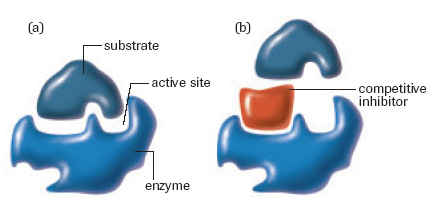 (a)
substrate
active site
enzyme
(b)
competitive
inhibitor